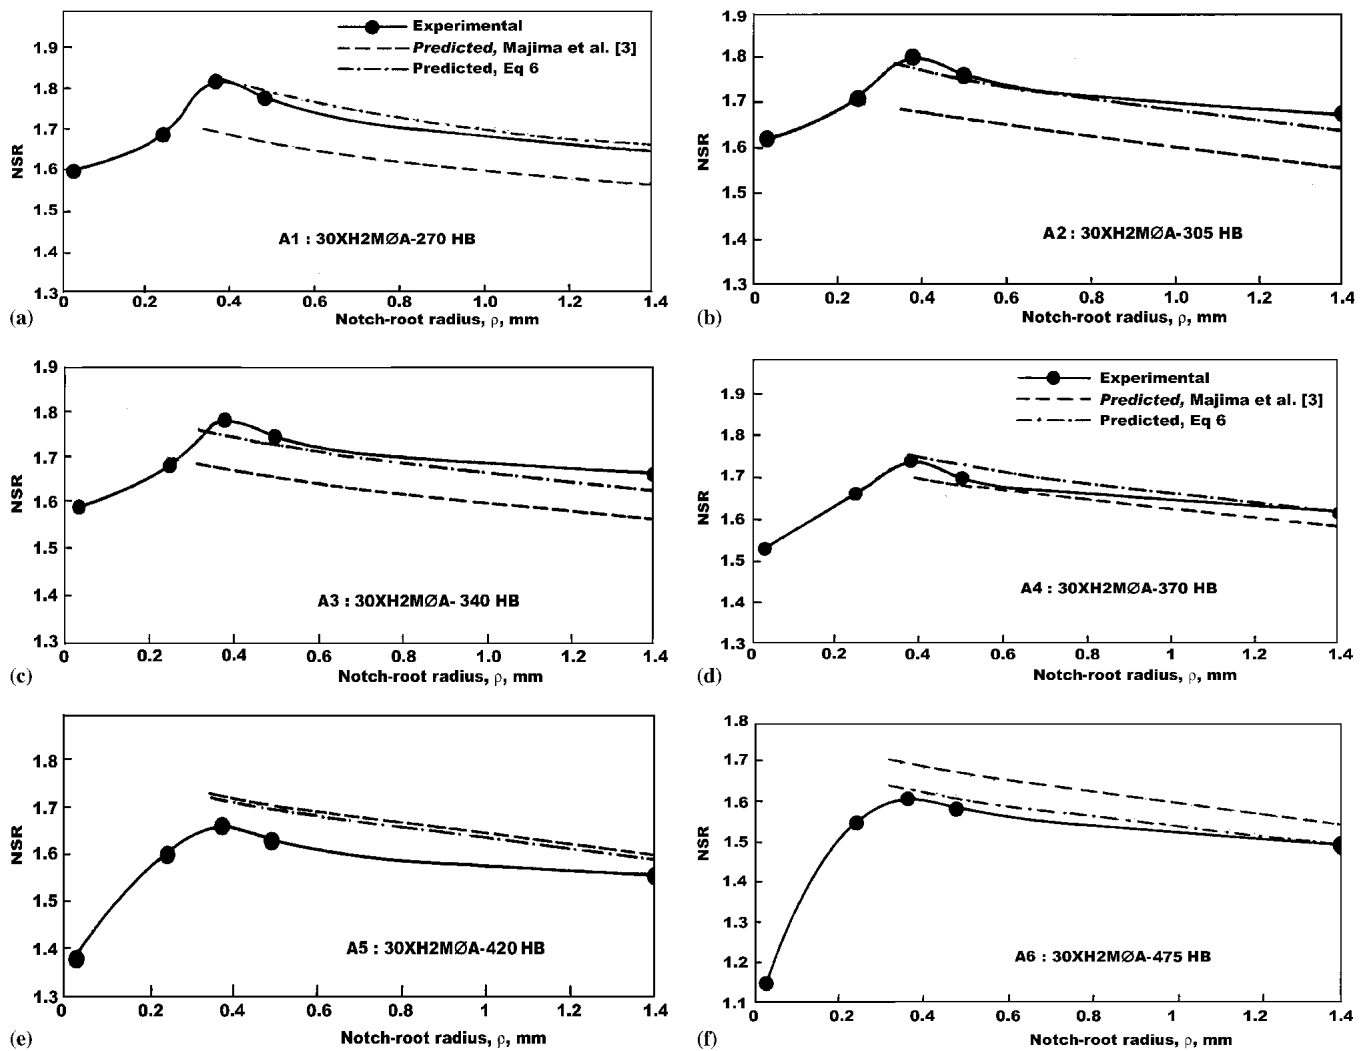 Experimental
Predicted, Majima et al. [3]
Predicted, Eq 6
1.9
1.8
1.7
1.6
1.5
1.4
1.3
NSR
A1 : 30XH2MØA-270 HB
0 0.2 0.4 0.6 0.8 1.0 1.2 1.4
Notch-root radius, ρ, mm
(a)
1.9
1.8
1.7
1.6
1.5
1.4
1.3
NSR
A2 : 30XH2MØA-305 HB
0 0.2 0.4 0.6 0.8 1.0 1.2 1.4
Notch-root radius, ρ, mm
(b)
1.9
1.8
1.7
1.6
1.5
1.4
1.3
NSR
A3 : 30XH2MØA- 340 HB
0 0.2 0.4 0.6 0.8 1.0 1.2 1.4
Notch-root radius, ρ, mm
(c)
Experimental
Predicted, Majima et al. [3]
Predicted, Eq 6
1.9
1.8
1.7
1.6
1.5
1.4
1.3
NSR
A4 : 30XH2MØA-370 HB
0 0.2 0.4 0.6 0.8 1 1.2 1.4
Notch-root radius, ρ, mm
(d)
1.8
1.7
1.6
1.5
1.4
1.3
NSR
A5 : 30XH2MØA-420 HB
0 0.2 0.4 0.6 0.8 1.0 1.2 1.4
Notch-root radius, ρ, mm
(e)
1.8
1.7
1.6
1.5
1.4
1.3
1.2
1.1
NSR
A6 : 30XH2MØA-475 HB
0 0.2 0.4 0.6 0.8 1 1.2 1.4
Notch-root radius, ρ, mm
(f)